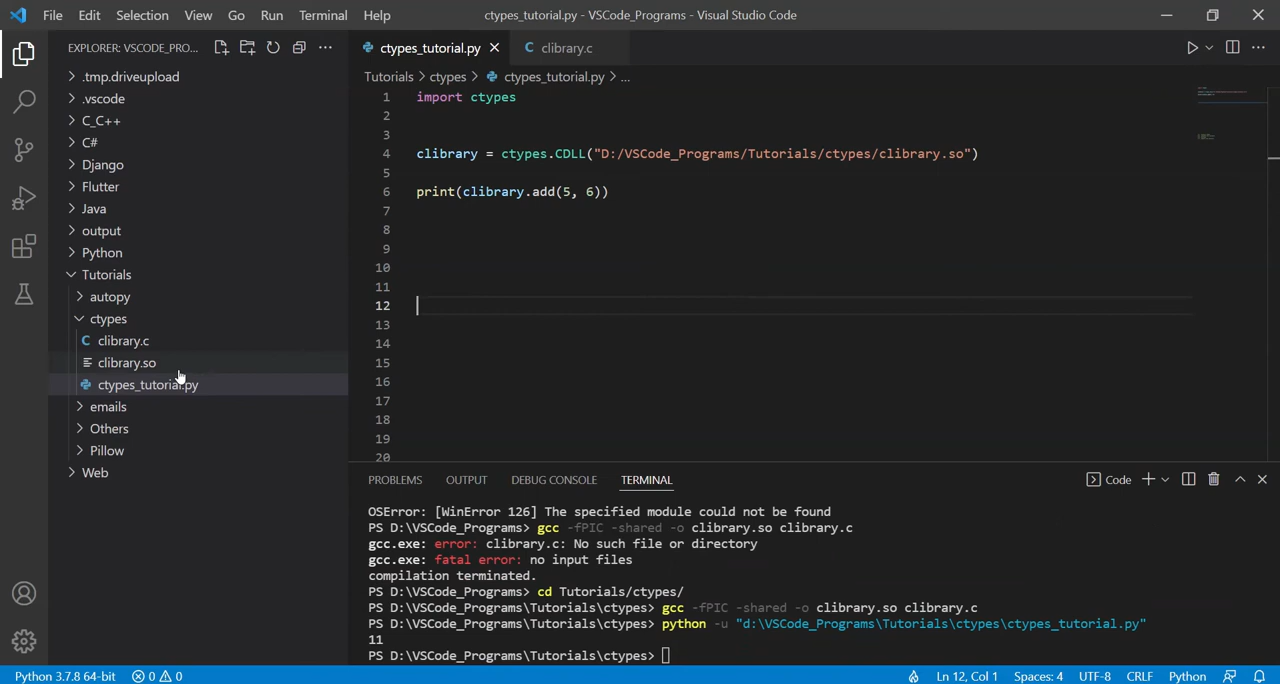 File Edit Selection View Go Run Terminal Help
ctypes_tutorial.py - VSCode_Programs - Visual Studio Code
EXPLORER: VSCODE_PRO...
.tmp.driveupload
.vscode
C_C++
C#
Django
Flutter
Java
output
Python
Tutorials
autopy
ctypes
C clibrary.c
clibrary.so
ctypes_tutorial.py
emails
Others
Pillow
Web
ctypes_tutorial.py C clibrary.c
Tutorials > ctypes > ctypes_tutorial.py > ...
1 import ctypes
2
3
4 clibrary = ctypes.CDLL("D:/VSCode_Programs/Tutorials/ctypes/clibrary.so")
5
6 print(clibrary.add(5, 6))
7
8
9
10
11
12
13
14
15
16
17
18
19
20
PROBLEMS OUTPUT DEBUG CONSOLE TERMINAL
Code
OSError: [WinError 126] The specified module could not be found
PS D:\VSCode_Programs> gcc -fPIC -shared -o clibrary.so clibrary.c
gcc.exe: error: clibrary.c: No such file or directory
gcc.exe: fatal error: no input files
compilation terminated.
PS D:\VSCode_Programs> cd Tutorials/ctypes/
PS D:\VSCode_Programs\Tutorials\ctypes> gcc -fPIC -shared -o clibrary.so clibrary.c
PS D:\VSCode_Programs\Tutorials\ctypes> python -u "d:\VSCode_Programs\Tutorials\ctypes\ctypes_tutorial.py"
11
PS D:\VSCode_Programs\Tutorials\ctypes>
Python 3.7.8 64-bit 0 0 Ln 12, Col 1 Spaces: 4 UTF-8 CRLF Python